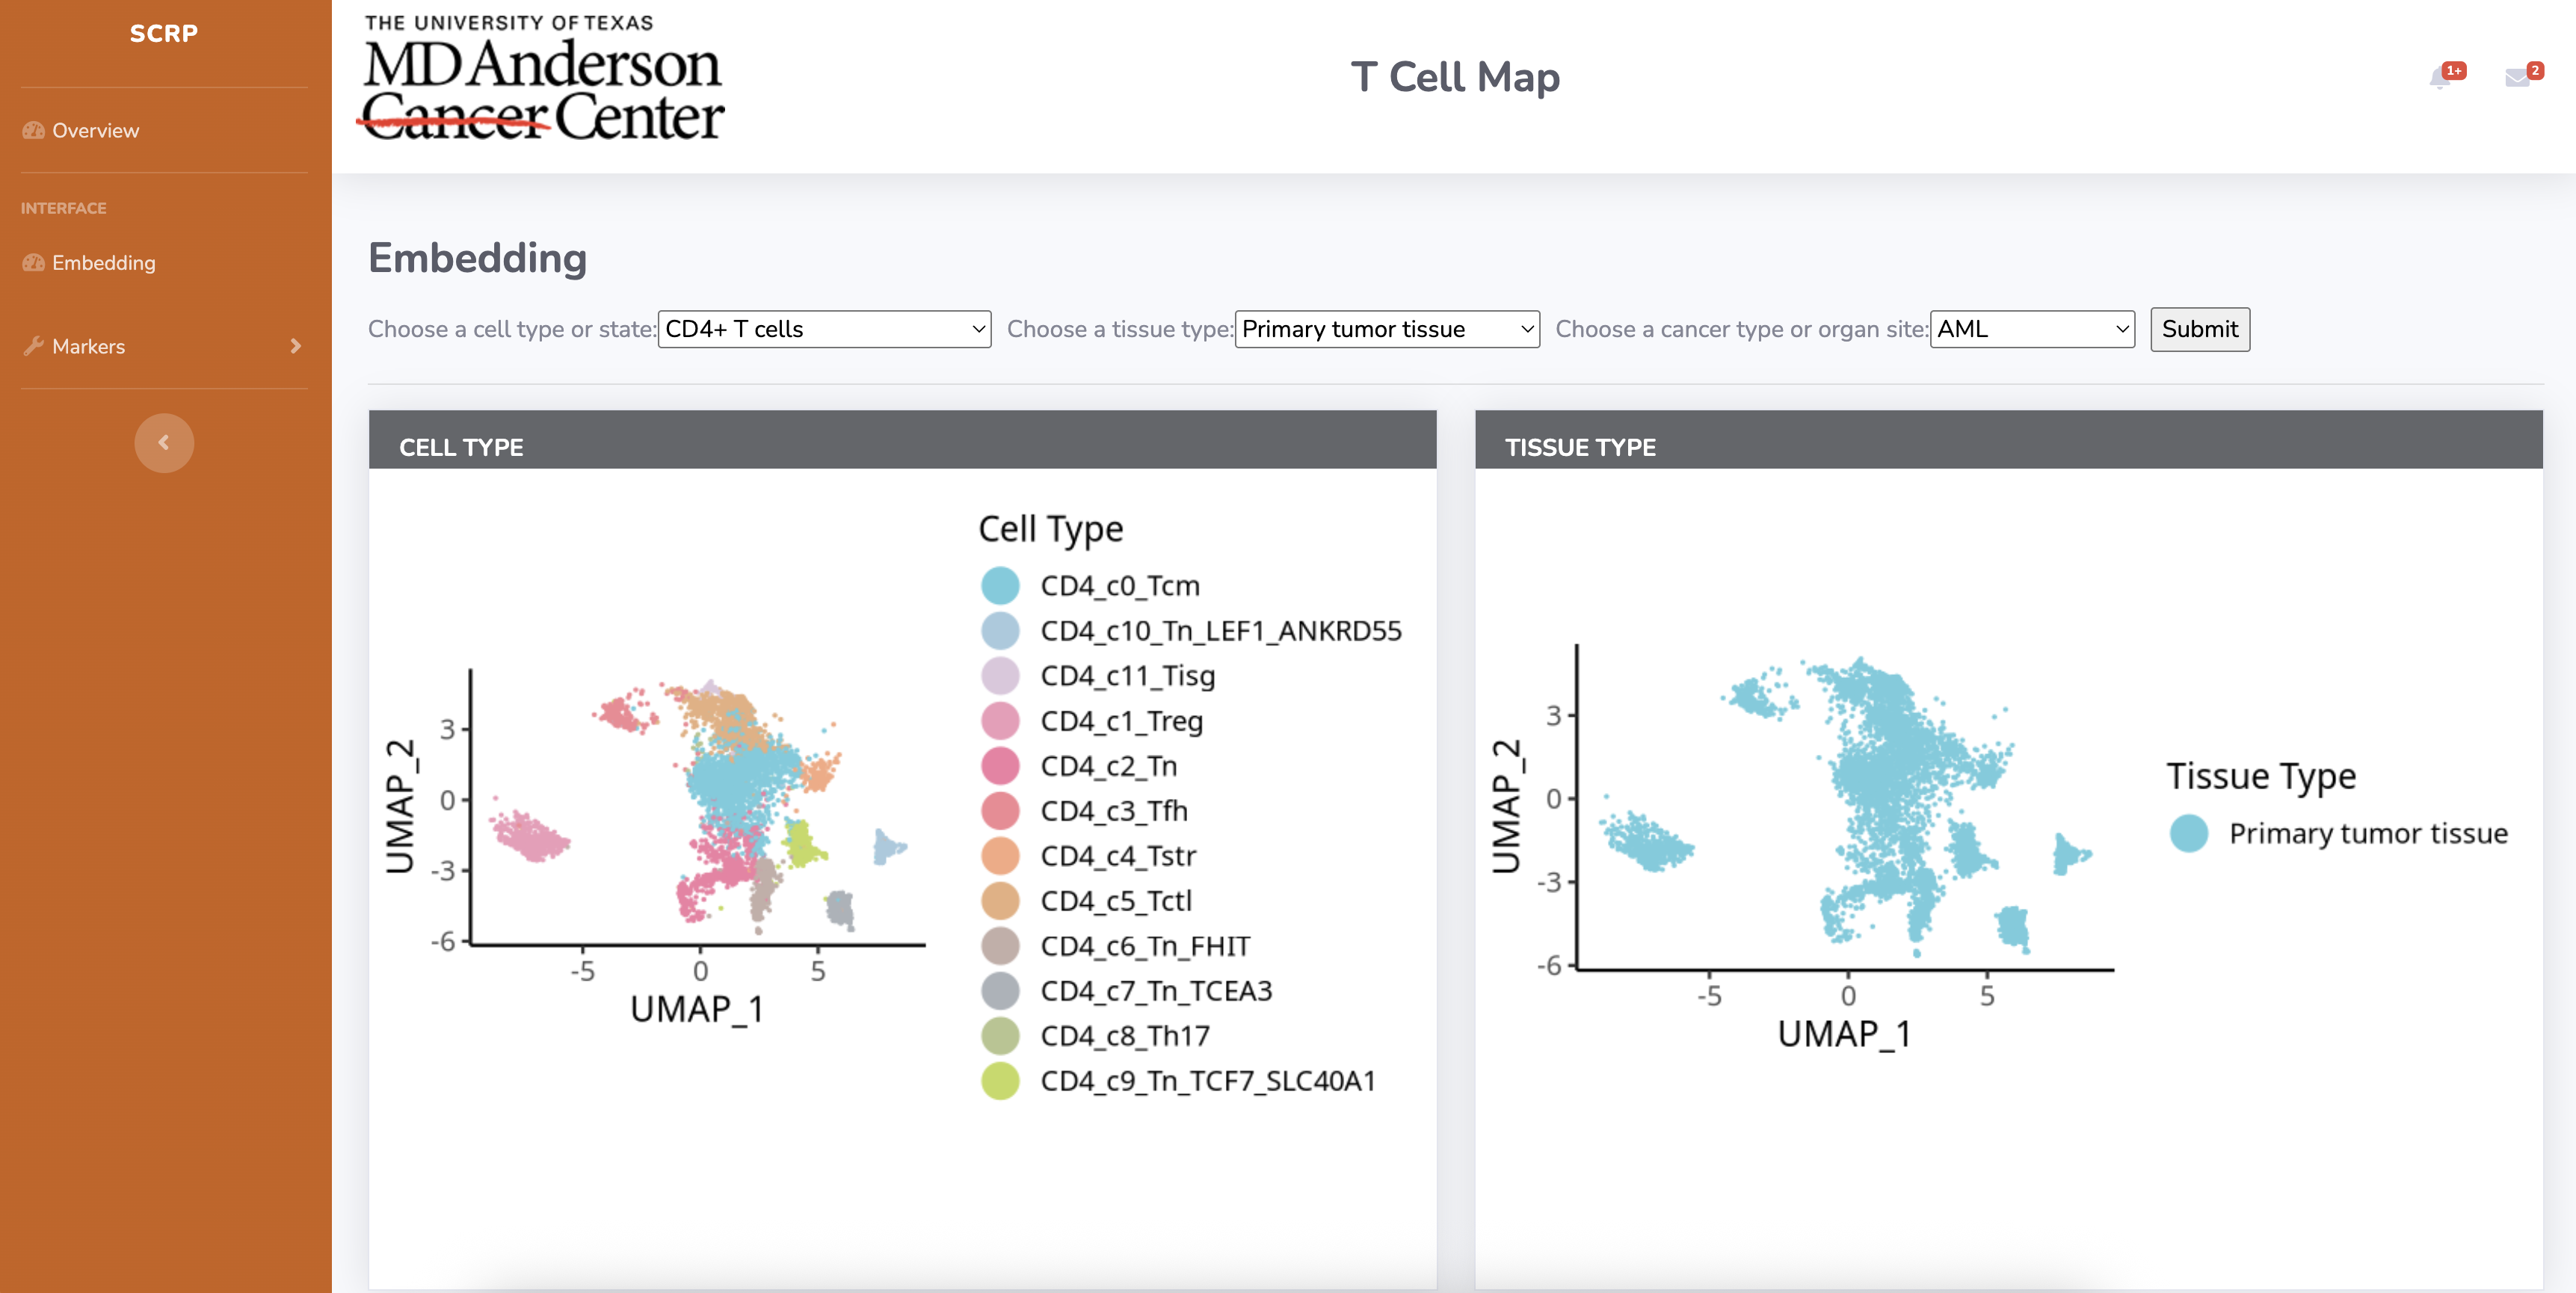 SCRP
Overview
INTERFACE
Embedding
Markers
THE UNIVERSITY OF TEXAS
MD Anderson
Cancer Center
T Cell Map
1+
2
Embedding
Choose a cell type or state: CD4+ T cells Choose a tissue type: Primary tumor tissue Choose a cancer type or organ site: AML Submit
CELL TYPE
Cell Type
CD4_c0_Tcm
CD4_c10_Tn_LEF1_ANKRD55
CD4_c11_Tisg
CD4_c1_Treg
CD4_c2_Tn
CD4_c3_Tfh
CD4_c4_Tstr
CD4_c5_Tctl
CD4_c6_Tn_FHIT
CD4_c7_Tn_TCEA3
CD4_c8_Th17
CD4_c9_Tn_TCF7_SLC40A1
UMAP_2
3
0
-3
-6
-5 0 5
UMAP_1
TISSUE TYPE
UMAP_2
3
0
-3
-6
-5 0 5
UMAP_1
Tissue Type
Primary tumor tissue